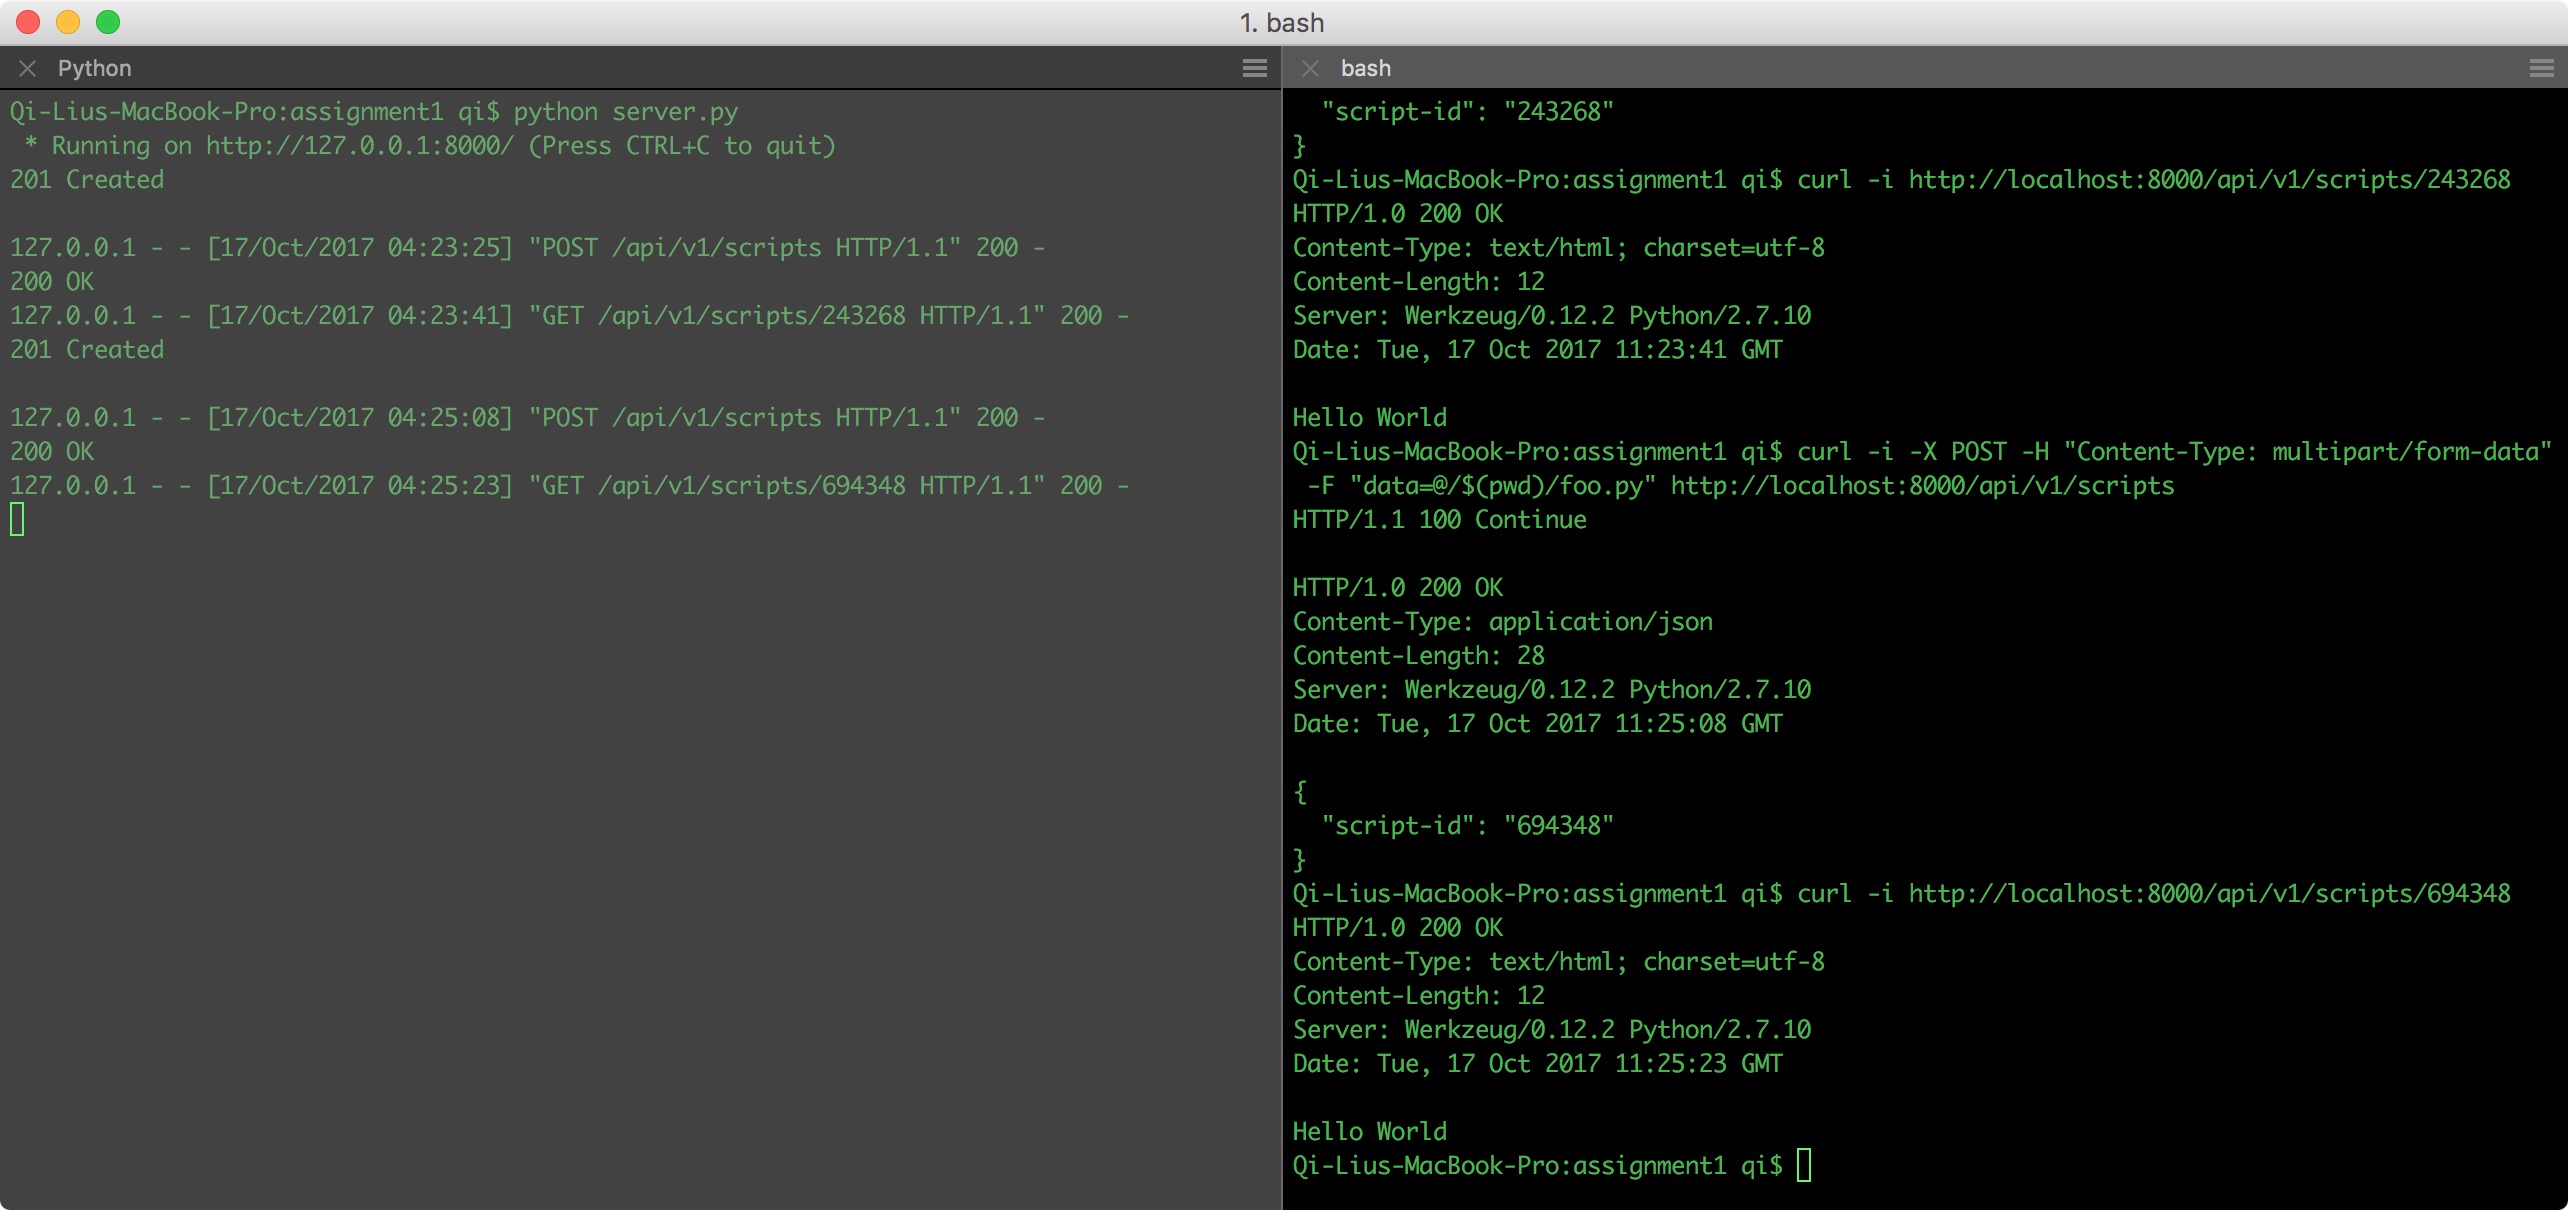 1. bash
Python
Qi-Lius-MacBook-Pro:assignment1 qi$ python server.py
 * Running on http://127.0.0.1:8000/ (Press CTRL+C to quit)
201 Created
127.0.0.1 - - [17/Oct/2017 04:23:25] "POST /api/v1/scripts HTTP/1.1" 200 -
200 OK
127.0.0.1 - - [17/Oct/2017 04:23:41] "GET /api/v1/scripts/243268 HTTP/1.1" 200 -
201 Created
127.0.0.1 - - [17/Oct/2017 04:25:08] "POST /api/v1/scripts HTTP/1.1" 200 -
200 OK
127.0.0.1 - - [17/Oct/2017 04:25:23] "GET /api/v1/scripts/694348 HTTP/1.1" 200 -
bash
  "script-id": "243268"
}
Qi-Lius-MacBook-Pro:assignment1 qi$ curl -i http://localhost:8000/api/v1/scripts/243268
HTTP/1.0 200 OK
Content-Type: text/html; charset=utf-8
Content-Length: 12
Server: Werkzeug/0.12.2 Python/2.7.10
Date: Tue, 17 Oct 2017 11:23:41 GMT
Hello World
Qi-Lius-MacBook-Pro:assignment1 qi$ curl -i -X POST -H "Content-Type: multipart/form-data"
 -F "data=@/$(pwd)/foo.py" http://localhost:8000/api/v1/scripts
HTTP/1.1 100 Continue
HTTP/1.0 200 OK
Content-Type: application/json
Content-Length: 28
Server: Werkzeug/0.12.2 Python/2.7.10
Date: Tue, 17 Oct 2017 11:25:08 GMT
{
  "script-id": "694348"
}
Qi-Lius-MacBook-Pro:assignment1 qi$ curl -i http://localhost:8000/api/v1/scripts/694348
HTTP/1.0 200 OK
Content-Type: text/html; charset=utf-8
Content-Length: 12
Server: Werkzeug/0.12.2 Python/2.7.10
Date: Tue, 17 Oct 2017 11:25:23 GMT
Hello World
Qi-Lius-MacBook-Pro:assignment1 qi$